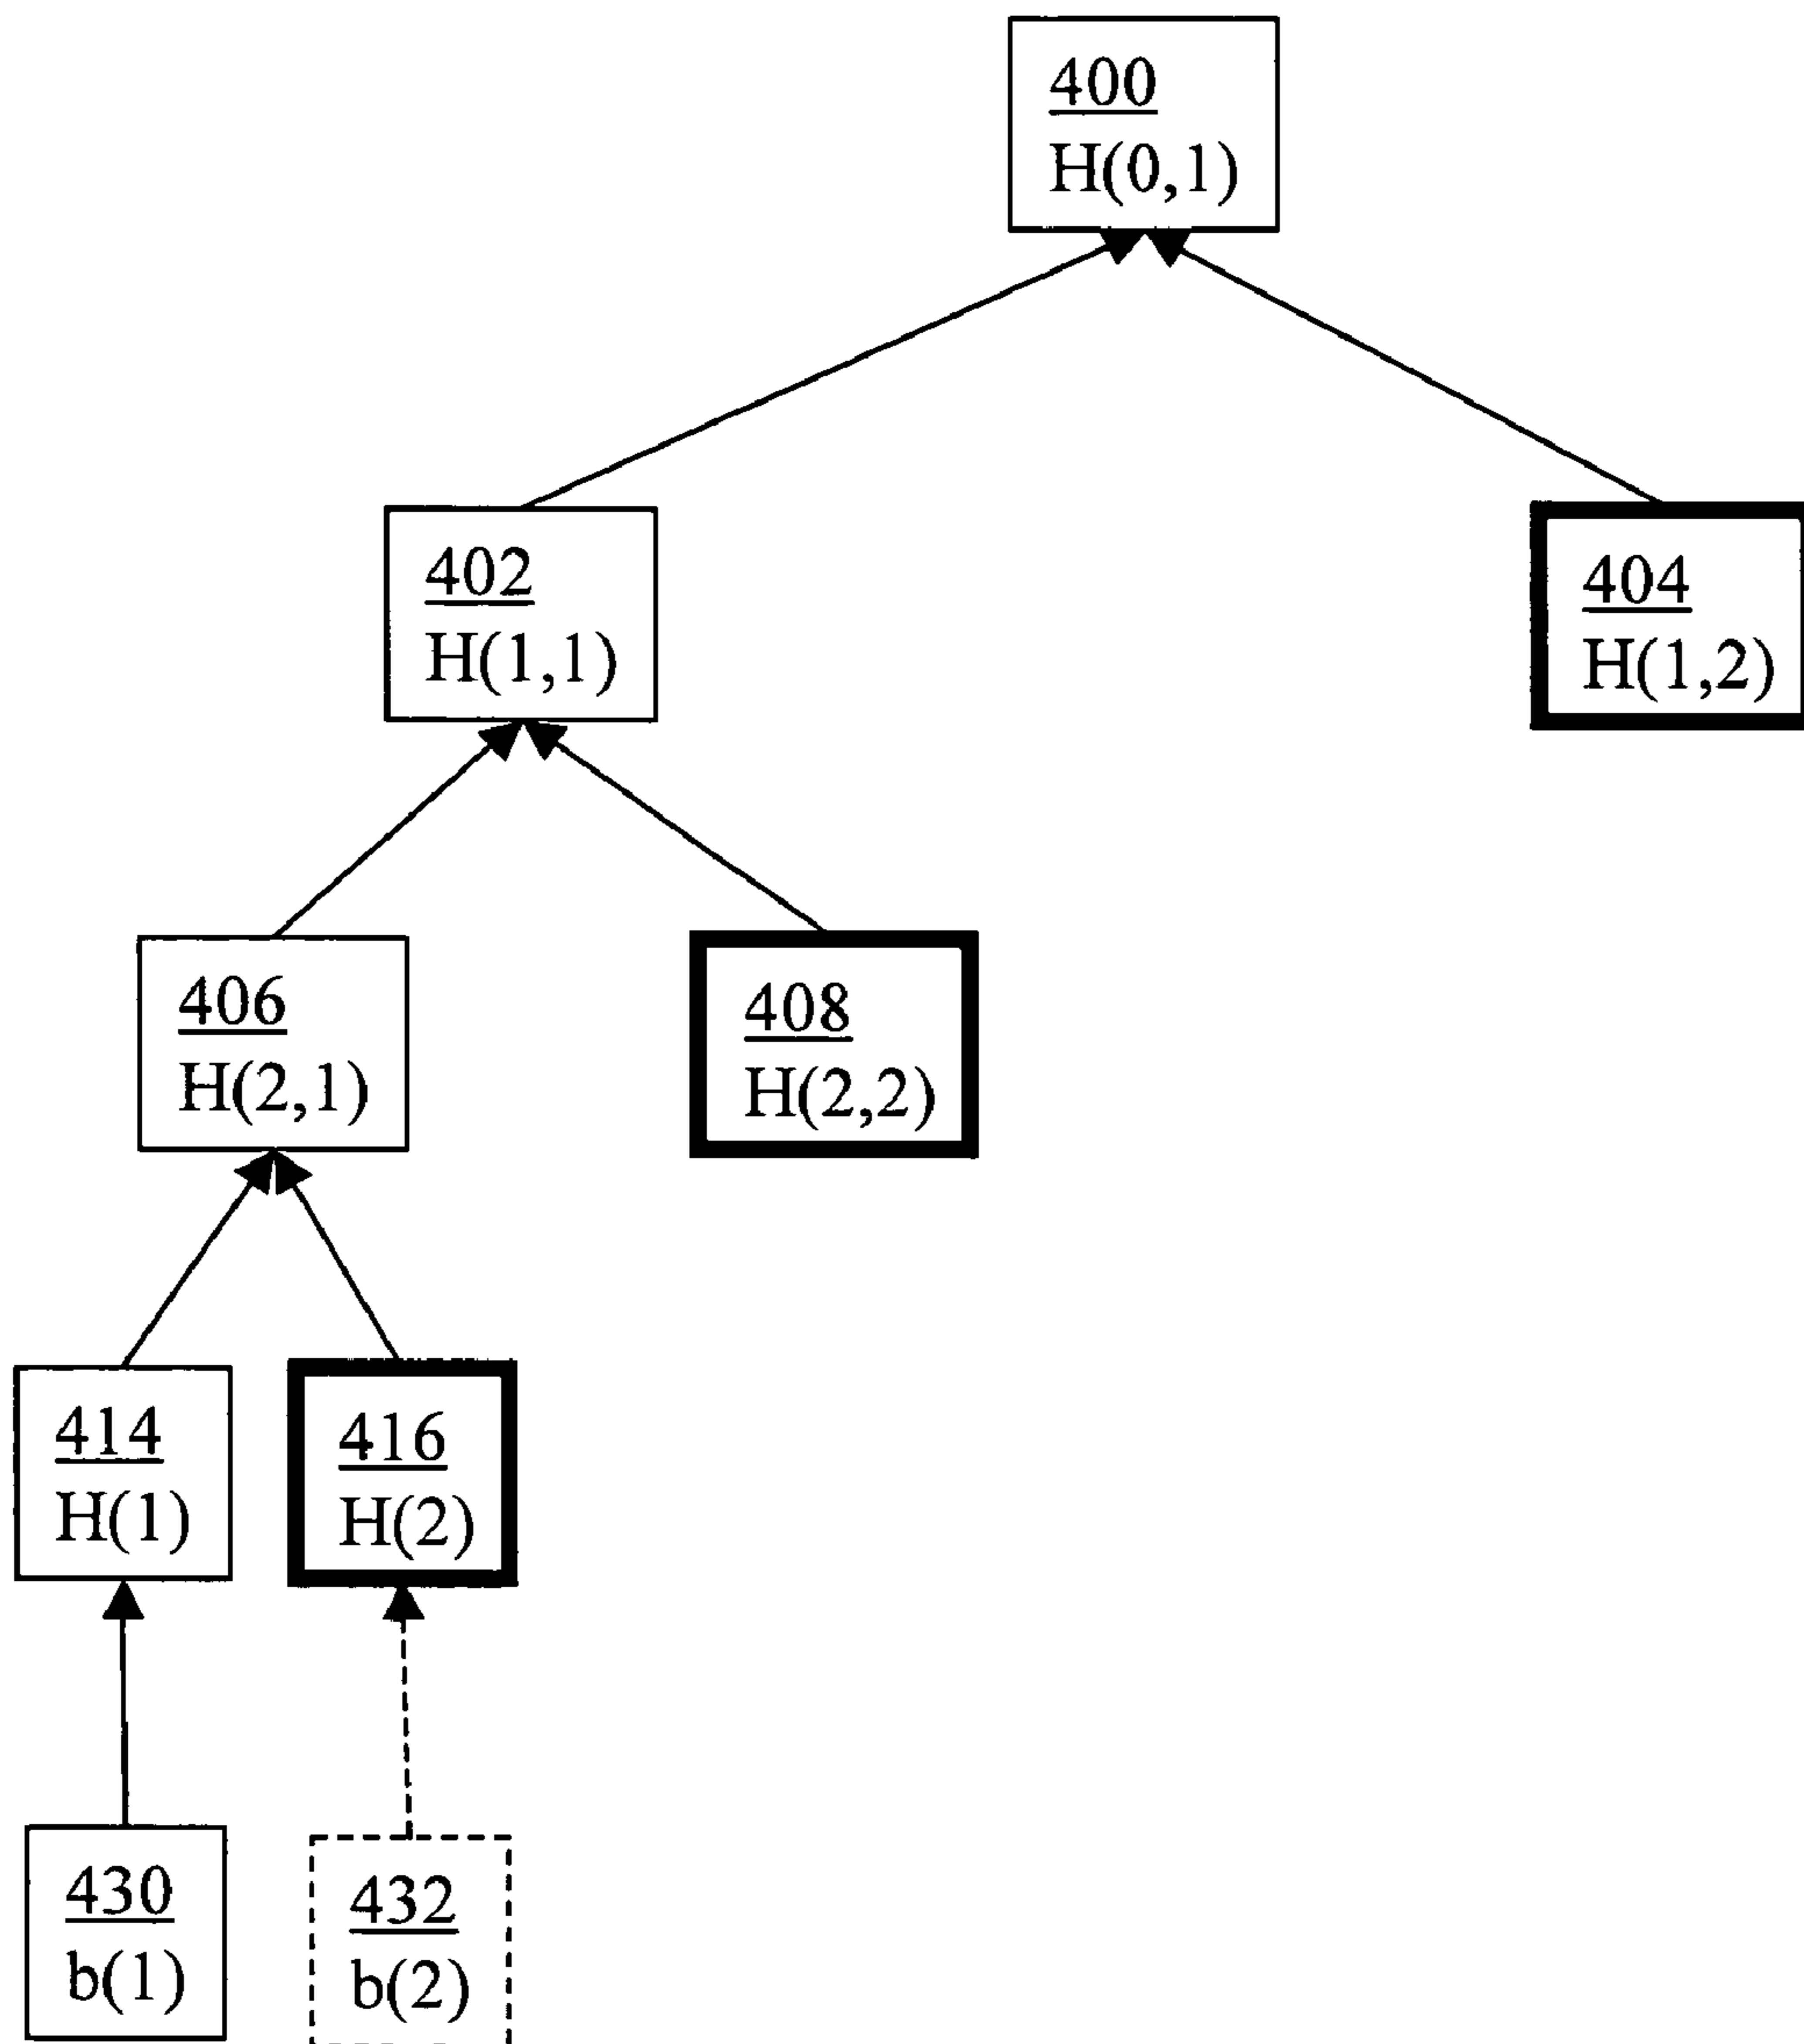 400
H(0,1)
402
H(1,1)
404
H(1,2)
406
H(2,1)
408
H(2,2)
414
H(1)
416
H(2)
430
b(1)
432
b(2)